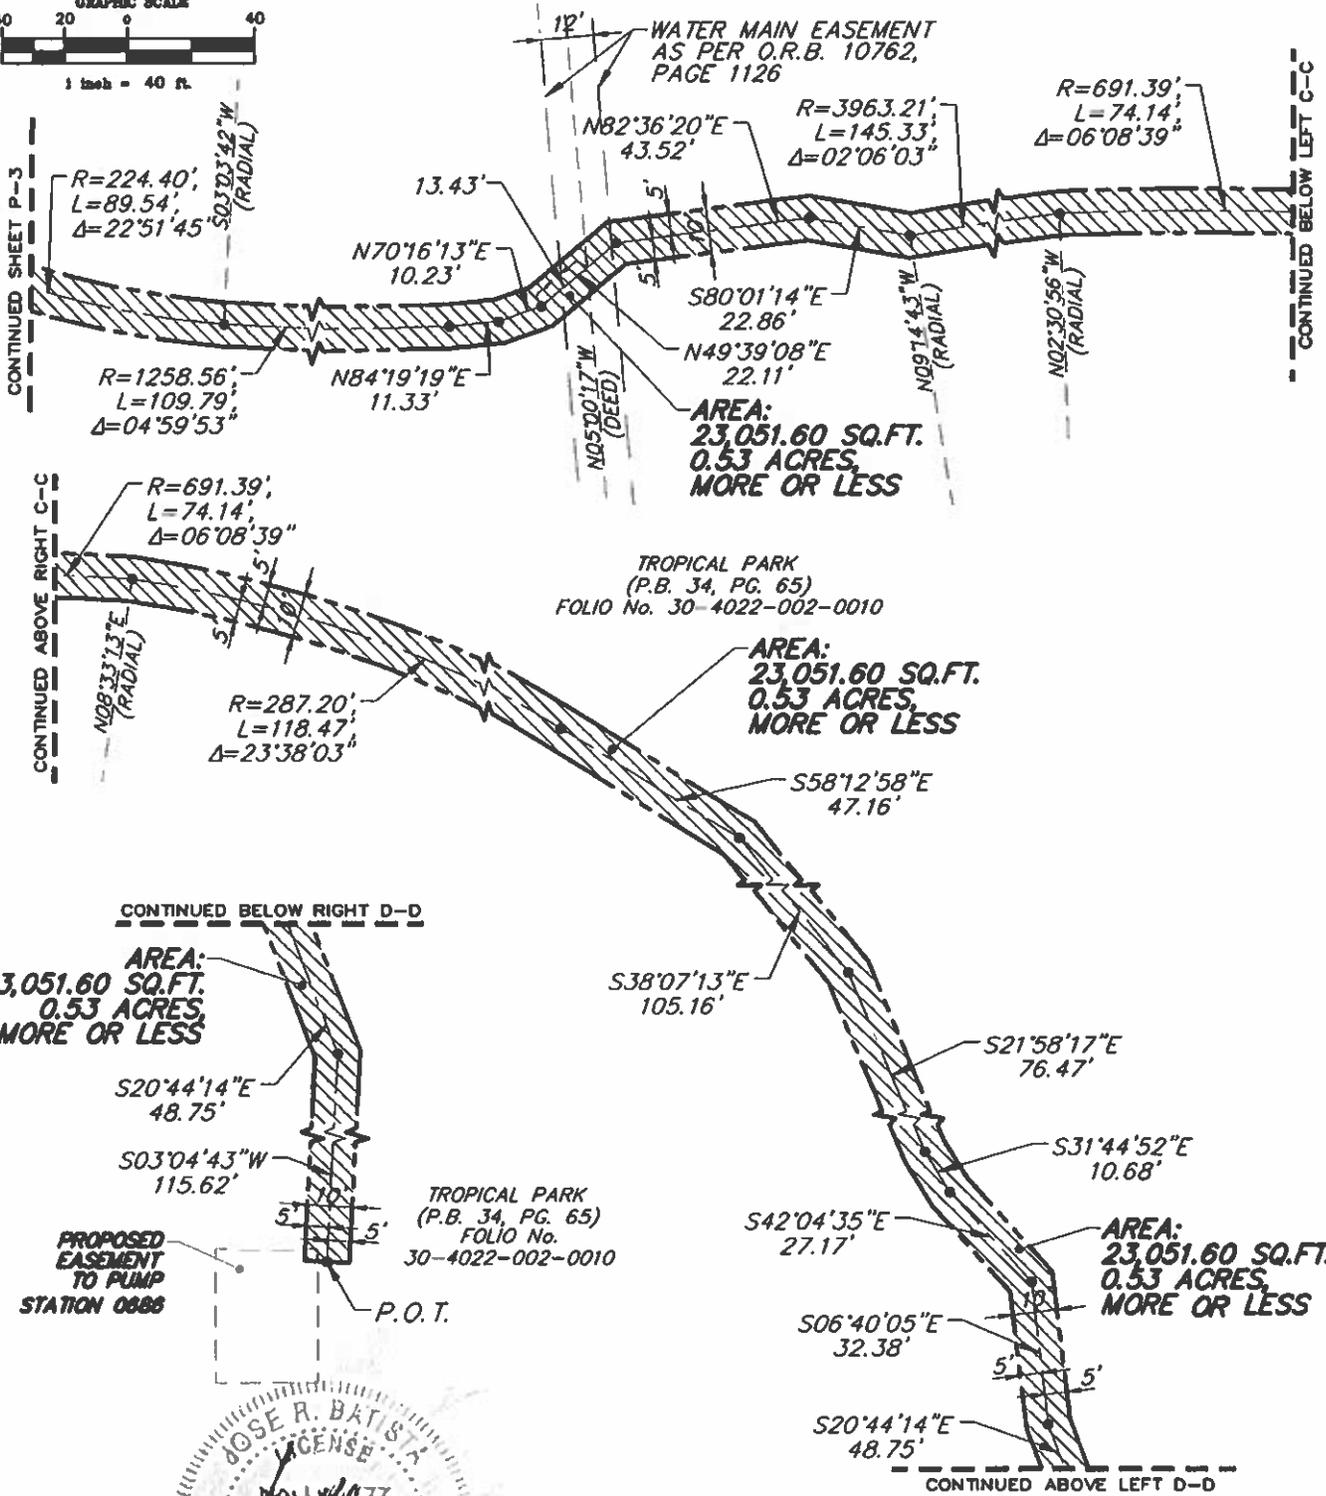 GRAPHIC SCALE
20 0 40
1 inch = 40 ft.
12'
WATER MAIN EASEMENT
AS PER O.R.B. 10762,
PAGE 1126
CONTINUED SHEET P-3
R=224.40',
L=89.54',
Δ=22°51'45"
S03°03'42"W
(RADIAL)
13.43'
N82°36'20"E
43.52'
R=3963.21',
L=145.33',
Δ=02°06'03"
R=691.39',
L=74.14',
Δ=06°08'39"
CONTINUED BELOW LEFT C-C
N70°16'13"E
10.23'
5'
10'
5'
S80°01'14"E
22.86'
N49°39'08"E
22.11'
R=1258.56',
L=109.79',
Δ=04°59'53"
N84°19'19"E
11.33'
N05°00'17"W
(DEED)
N09°14'43"W
(RADIAL)
N02°30'56"W
(RADIAL)
AREA:
23,051.60 SQ.FT.
0.53 ACRES,
MORE OR LESS
CONTINUED ABOVE RIGHT C-C
R=691.39',
L=74.14',
Δ=06°08'39"
5'
10'
5'
N08°33'13"E
(RADIAL)
R=287.20',
L=118.47',
Δ=23°38'03"
TROPICAL PARK
(P.B. 34, PG. 65)
FOLIO No. 30-4022-002-0010
AREA:
23,051.60 SQ.FT.
0.53 ACRES,
MORE OR LESS
S58°12'58"E
47.16'
S38°07'13"E
105.16'
S21°58'17"E
76.47'
S31°44'52"E
10.68'
S42°04'35"E
27.17'
AREA:
23,051.60 SQ.FT.
0.53 ACRES,
MORE OR LESS
10'
S06°40'05"E
32.38'
5'
5'
S20°44'14"E
48.75'
CONTINUED ABOVE LEFT D-D
CONTINUED BELOW RIGHT D-D
AREA:
3,051.60 SQ.FT.
0.53 ACRES,
MORE OR LESS
S20°44'14"E
48.75'
S03°04'43"W
115.62'
10'
5'
5'
TROPICAL PARK
(P.B. 34, PG. 65)
FOLIO No.
30-4022-002-0010
PROPOSED
EASEMENT
TO PUMP
STATION 0686
P.O.T.
JOSE R. BATISTA
LICENSE